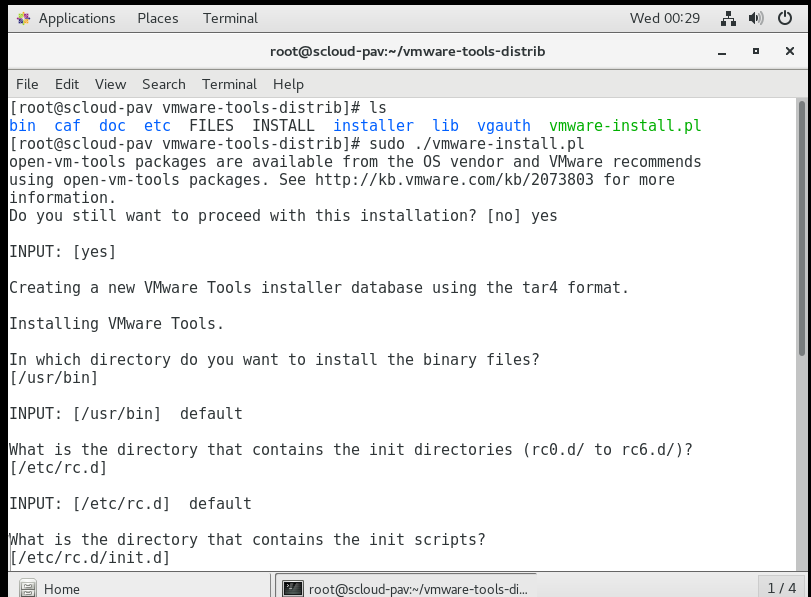 Applications Places Terminal Wed 00:29
root@scloud-pav:~/vmware-tools-distrib
File Edit View Search Terminal Help
[root@scloud-pav vmware-tools-distrib]# ls
bin  caf  doc  etc  FILES  INSTALL  installer  lib  vgauth  vmware-install.pl
[root@scloud-pav vmware-tools-distrib]# sudo ./vmware-install.pl
open-vm-tools packages are available from the OS vendor and VMware recommends
using open-vm-tools packages. See http://kb.vmware.com/kb/2073803 for more
information.
Do you still want to proceed with this installation? [no] yes
INPUT: [yes]
Creating a new VMware Tools installer database using the tar4 format.
Installing VMware Tools.
In which directory do you want to install the binary files?
[/usr/bin]
INPUT: [/usr/bin]  default
What is the directory that contains the init directories (rc0.d/ to rc6.d/)?
[/etc/rc.d]
INPUT: [/etc/rc.d]  default
What is the directory that contains the init scripts?
[/etc/rc.d/init.d]
Home root@scloud-pav:~/vmware-tools-di... 1 / 4